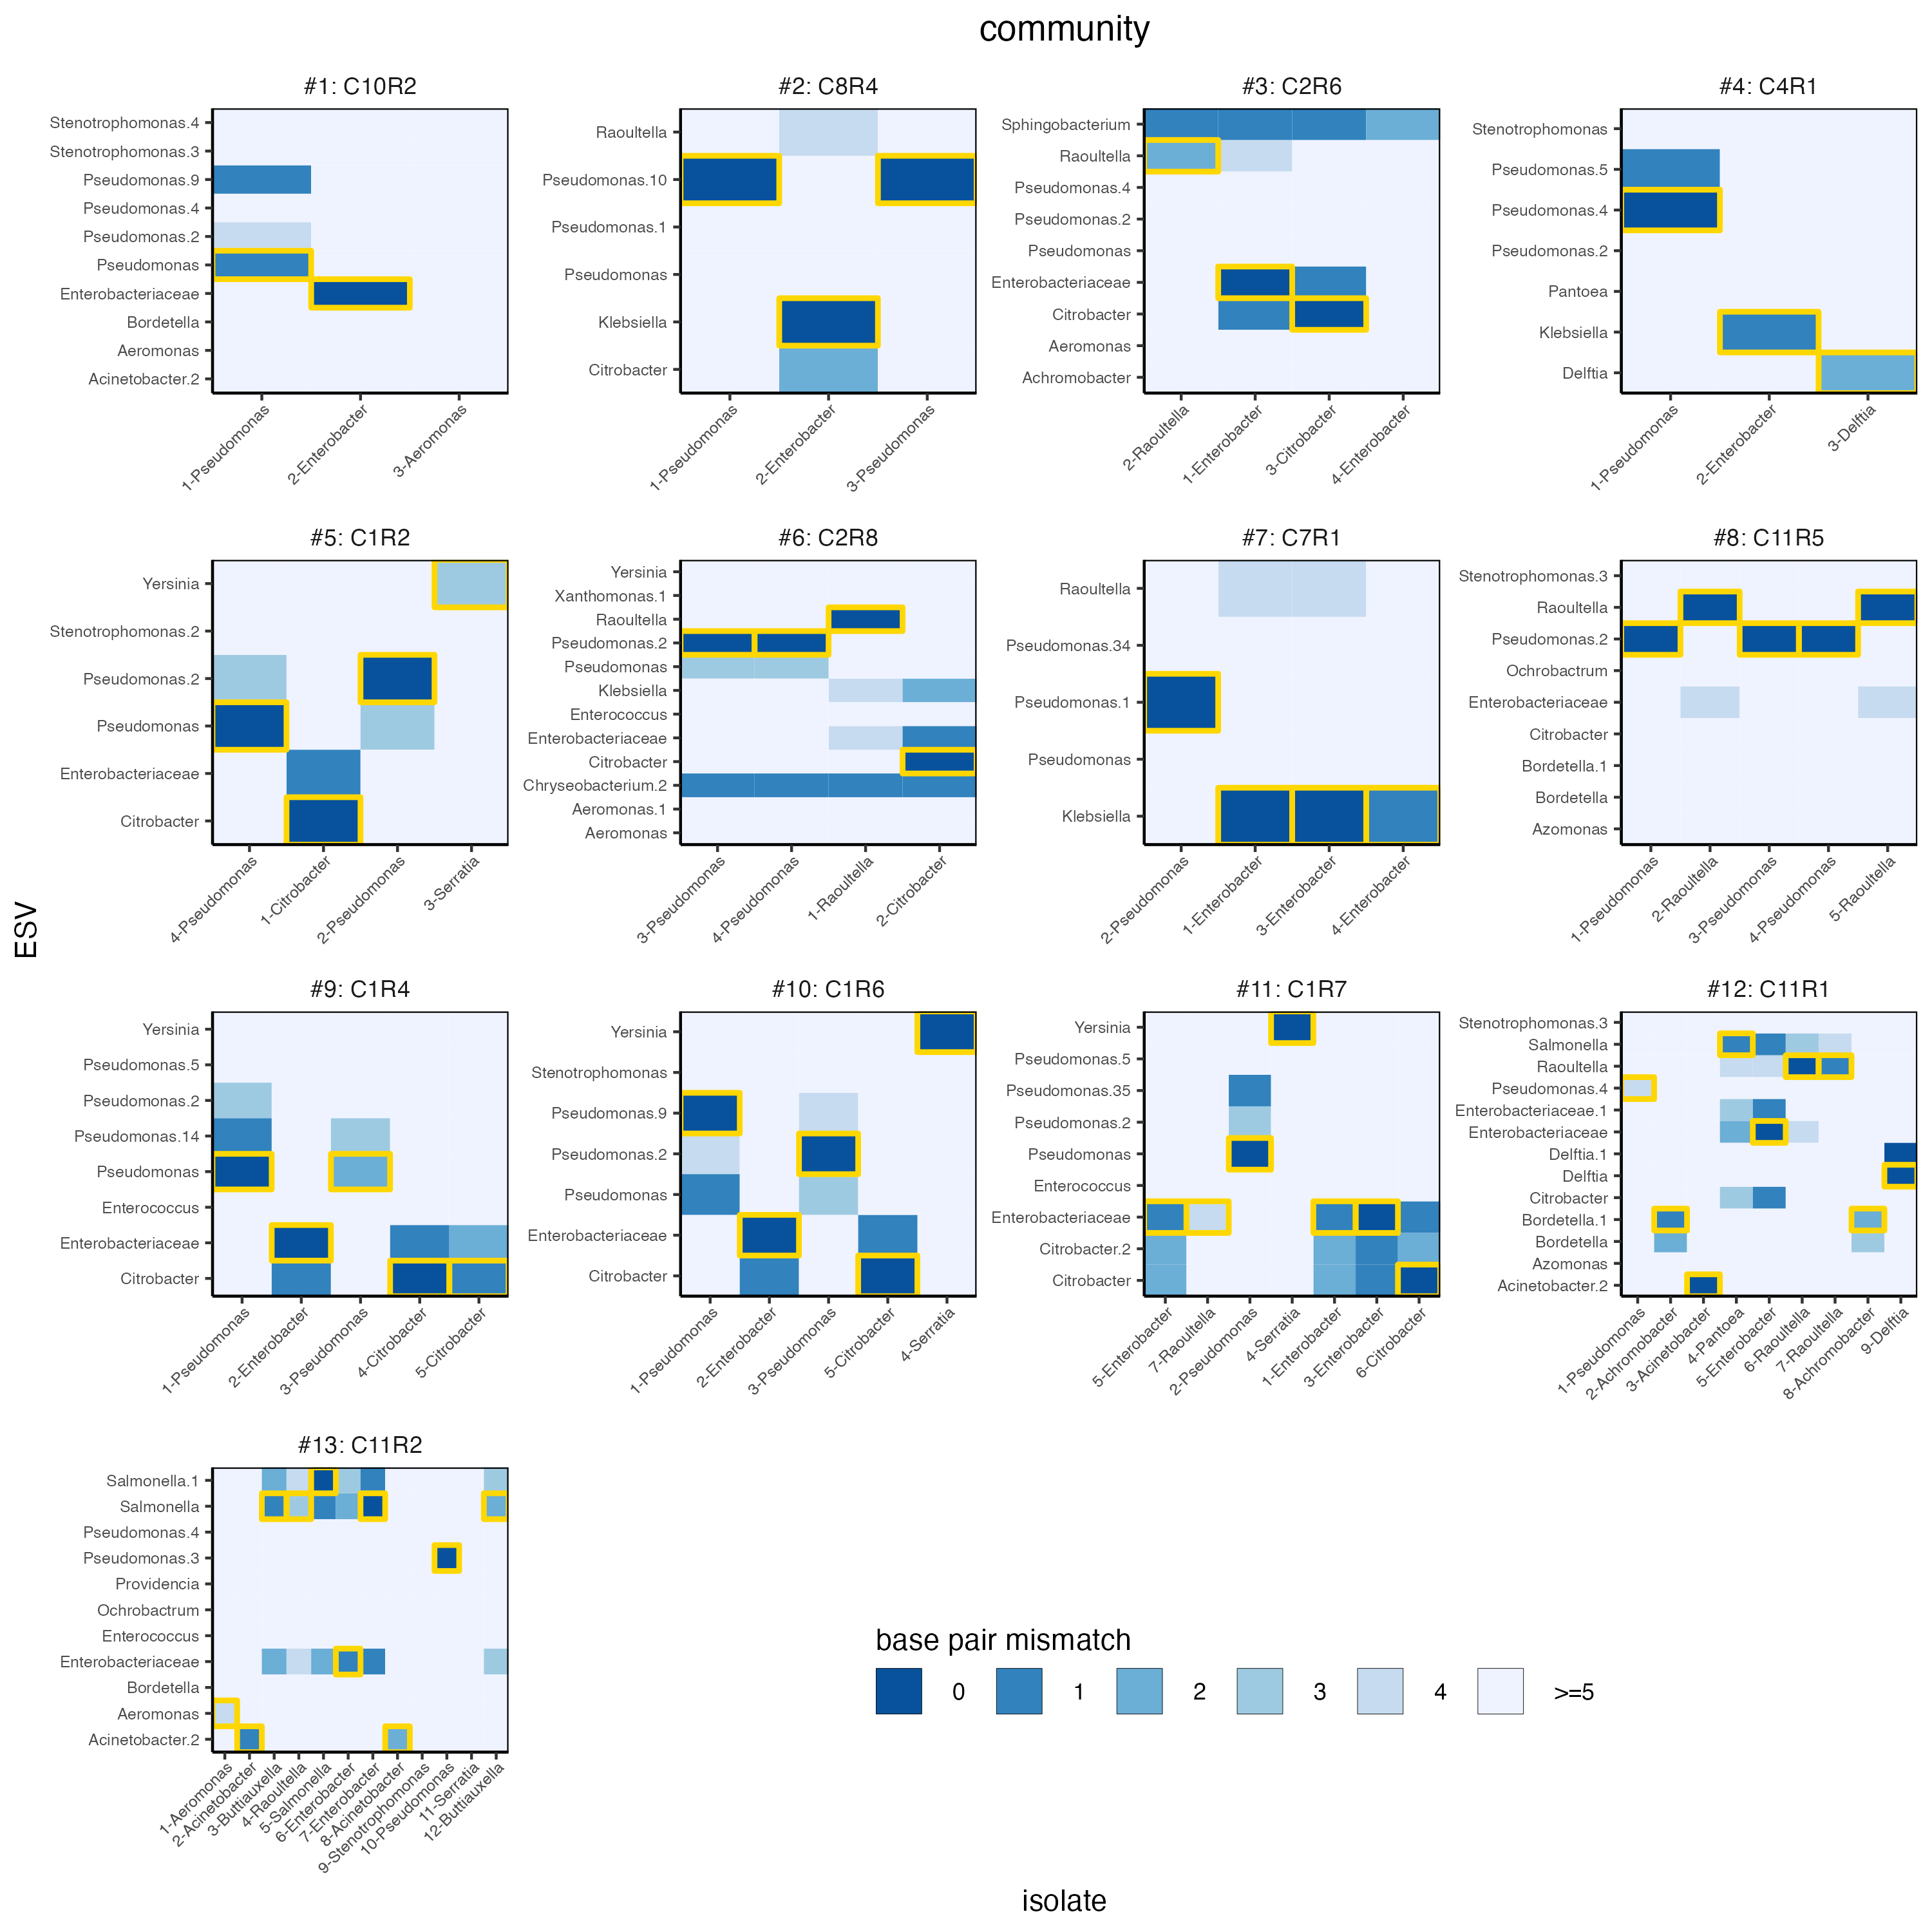 community
#1: C10R2
Stenotrophomonas.4
Stenotrophomonas.3
Pseudomonas.9
Pseudomonas.4
Pseudomonas.2
Pseudomonas
Enterobacteriaceae
Bordetella
Aeromonas
Acinetobacter.2
1-Pseudomonas
2-Enterobacter
3-Aeromonas
#2: C8R4
Raoultella
Pseudomonas.10
Pseudomonas.1
Pseudomonas
Klebsiella
Citrobacter
1-Pseudomonas
2-Enterobacter
3-Pseudomonas
#3: C2R6
Sphingobacterium
Raoultella
Pseudomonas.4
Pseudomonas.2
Pseudomonas
Enterobacteriaceae
Citrobacter
Aeromonas
Achromobacter
2-Raoultella
1-Enterobacter
3-Citrobacter
4-Enterobacter
#4: C4R1
Stenotrophomonas
Pseudomonas.5
Pseudomonas.4
Pseudomonas.2
Pantoea
Klebsiella
Delftia
1-Pseudomonas
2-Enterobacter
3-Delftia
ESV
#5: C1R2
Yersinia
Stenotrophomonas.2
Pseudomonas.2
Pseudomonas
Enterobacteriaceae
Citrobacter
4-Pseudomonas
1-Citrobacter
2-Pseudomonas
3-Serratia
#6: C2R8
Yersinia
Xanthomonas.1
Raoultella
Pseudomonas.2
Pseudomonas
Klebsiella
Enterococcus
Enterobacteriaceae
Citrobacter
Chryseobacterium.2
Aeromonas.1
Aeromonas
3-Pseudomonas
4-Pseudomonas
1-Raoultella
2-Citrobacter
#7: C7R1
Raoultella
Pseudomonas.34
Pseudomonas.1
Pseudomonas
Klebsiella
2-Pseudomonas
1-Enterobacter
3-Enterobacter
4-Enterobacter
#8: C11R5
Stenotrophomonas.3
Raoultella
Pseudomonas.2
Ochrobactrum
Enterobacteriaceae
Citrobacter
Bordetella.1
Bordetella
Azomonas
1-Pseudomonas
2-Raoultella
3-Pseudomonas
4-Pseudomonas
5-Raoultella
#9: C1R4
Yersinia
Pseudomonas.5
Pseudomonas.2
Pseudomonas.14
Pseudomonas
Enterococcus
Enterobacteriaceae
Citrobacter
1-Pseudomonas
2-Enterobacter
3-Pseudomonas
4-Citrobacter
5-Citrobacter
#10: C1R6
Yersinia
Stenotrophomonas
Pseudomonas.9
Pseudomonas.2
Pseudomonas
Enterobacteriaceae
Citrobacter
1-Pseudomonas
2-Enterobacter
3-Pseudomonas
5-Citrobacter
4-Serratia
#11: C1R7
Yersinia
Pseudomonas.5
Pseudomonas.35
Pseudomonas.2
Pseudomonas
Enterococcus
Enterobacteriaceae
Citrobacter.2
Citrobacter
5-Enterobacter
7-Raoultella
2-Pseudomonas
4-Serratia
1-Enterobacter
3-Enterobacter
6-Citrobacter
#12: C11R1
Stenotrophomonas.3
Salmonella
Raoultella
Pseudomonas.4
Enterobacteriaceae.1
Enterobacteriaceae
Delftia.1
Delftia
Citrobacter
Bordetella.1
Bordetella
Azomonas
Acinetobacter.2
1-Pseudomonas
2-Achromobacter
3-Acinetobacter
4-Pantoea
5-Enterobacter
6-Raoultella
7-Raoultella
8-Achromobacter
9-Delftia
#13: C11R2
Salmonella.1
Salmonella
Pseudomonas.4
Pseudomonas.3
Providencia
Ochrobactrum
Enterococcus
Enterobacteriaceae
Bordetella
Aeromonas
Acinetobacter.2
1-Aeromonas
2-Acinetobacter
3-Buttiauxella
4-Raoultella
5-Salmonella
6-Enterobacter
7-Enterobacter
8-Acinetobacter
9-Stenotrophomonas
10-Pseudomonas
11-Serratia
12-Buttiauxella
base pair mismatch
0 1 2 3 4 >=5
isolate